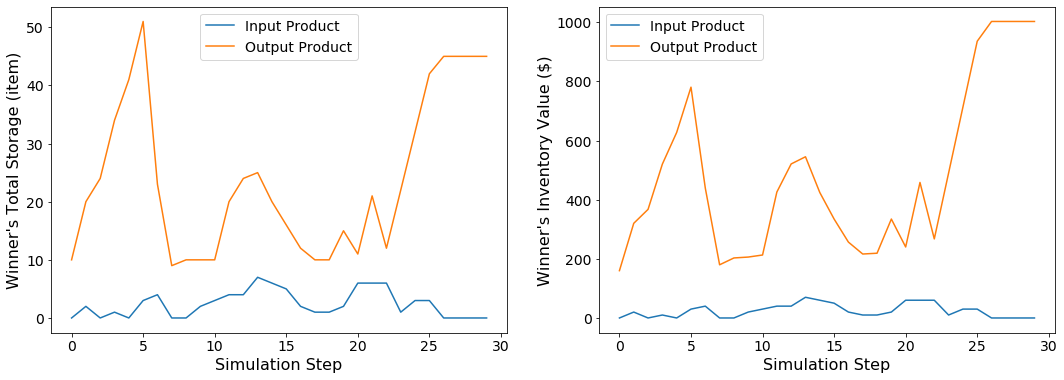 Winner's Total Storage (item)
50
40
30
20
10
0
Input Product
Output Product
0 5 10 15 20 25 30
Simulation Step
Winner's Inventory Value ($)
1000
800
600
400
200
0
Input Product
Output Product
0 5 10 15 20 25 30
Simulation Step